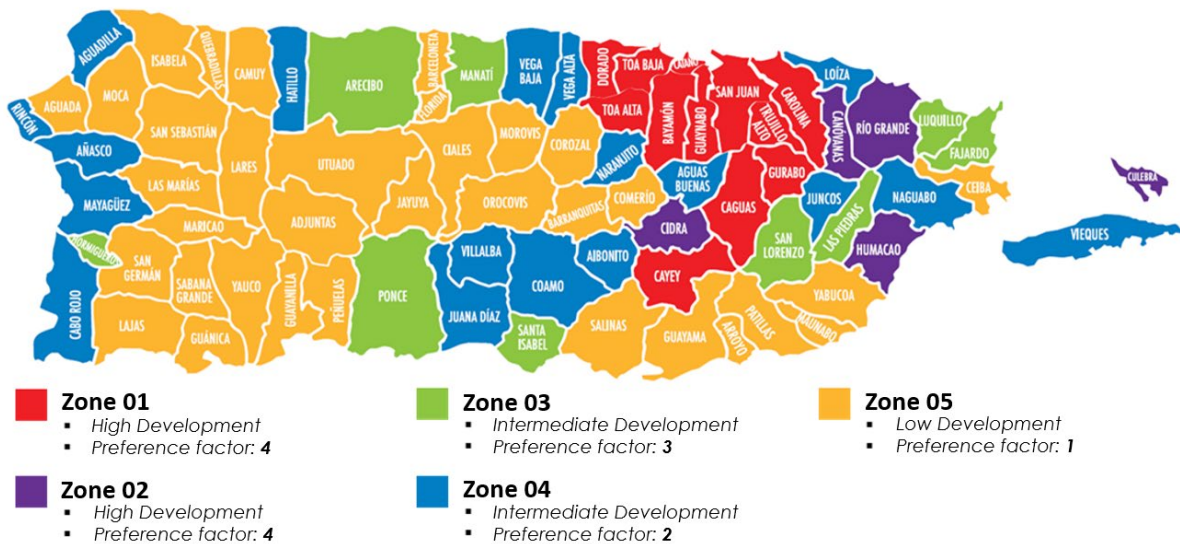 AGUADILLA
ISABELA
QUEBRADILLAS
CAMUY
HATILLO
ARECIBO
BARCELONETA
MANATÍ
VEGA
BAJA
VEGA ALTA
DORADO
TOA BAJA
CATAÑO
SAN JUAN
CAROLINA
LOÍZA
RINCÓN
AGUADA
MOCA
FLORIDA
TOA ALTA
BAYAMÓN
GUAYNABO
TRUJILLO
ALTO
CANÓVANAS
RÍO GRANDE
LUQUILLO
FAJARDO
AÑASCO
SAN SEBASTIÁN
LARES
UTUADO
CIALES
MOROVIS
COROZAL
NARANJITO
AGUAS
BUENAS
GURABO
CULEBRA
CEIBA
MAYAGÜEZ
LAS MARÍAS
MARICAO
ADJUNTAS
JAYUYA
OROCOVIS
BARRANQUITAS
COMERÍO
CIDRA
CAGUAS
JUNCOS
LAS PIEDRAS
NAGUABO
VIEQUES
HORMIGUEROS
SAN
GERMÁN
SABANA
GRANDE
YAUCO
GUAYANILLA
PEÑUELAS
PONCE
VILLALBA
COAMO
AIBONITO
CAYEY
SAN
LORENZO
HUMACAO
CABO ROJO
LAJAS
GUÁNICA
JUANA DÍAZ
SANTA
ISABEL
SALINAS
GUAYAMA
ARROYO
PATILLAS
MAUNABO
YABUCOA
Zone 01
▪ High Development
▪ Preference factor: 4
Zone 03
▪ Intermediate Development
▪ Preference factor: 3
Zone 05
▪ Low Development
▪ Preference factor: 1
Zone 02
▪ High Development
▪ Preference factor: 4
Zone 04
▪ Intermediate Development
▪ Preference factor: 2